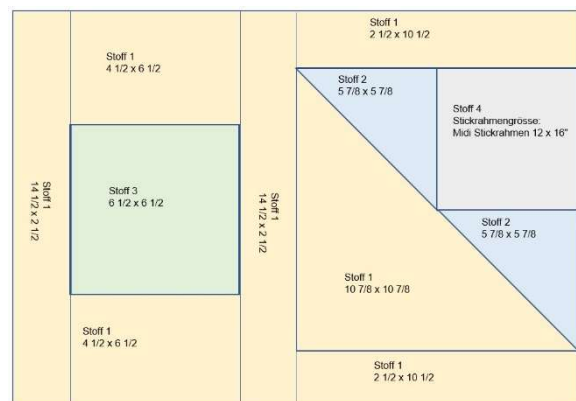 Stoff 1
2 1/2 x 10 1/2
Stoff 1
4 1/2 x 6 1/2
Stoff 2
5 7/8 x 5 7/8
Stoff 4
Stickrahmengrösse:
Midi Stickrahmen 12 x 16"
Stoff 1
14 1/2 x 2 1/2
Stoff 3
6 1/2 x 6 1/2
Stoff 1
14 1/2 x 2 1/2
Stoff 2
5 7/8 x 5 7/8
Stoff 1
10 7/8 x 10 7/8
Stoff 1
4 1/2 x 6 1/2
Stoff 1
2 1/2 x 10 1/2